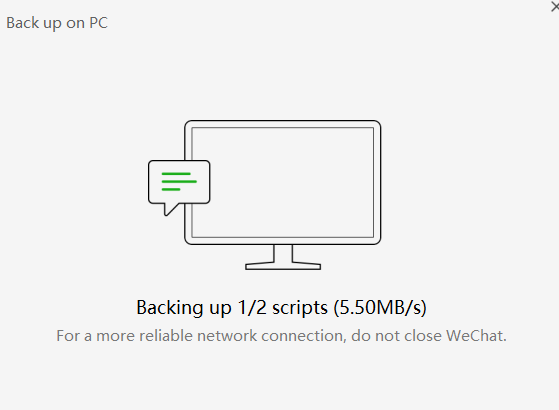 Back up on PC
Backing up 1/2 scripts (5.50MB/s)
For a more reliable network connection, do not close WeChat.